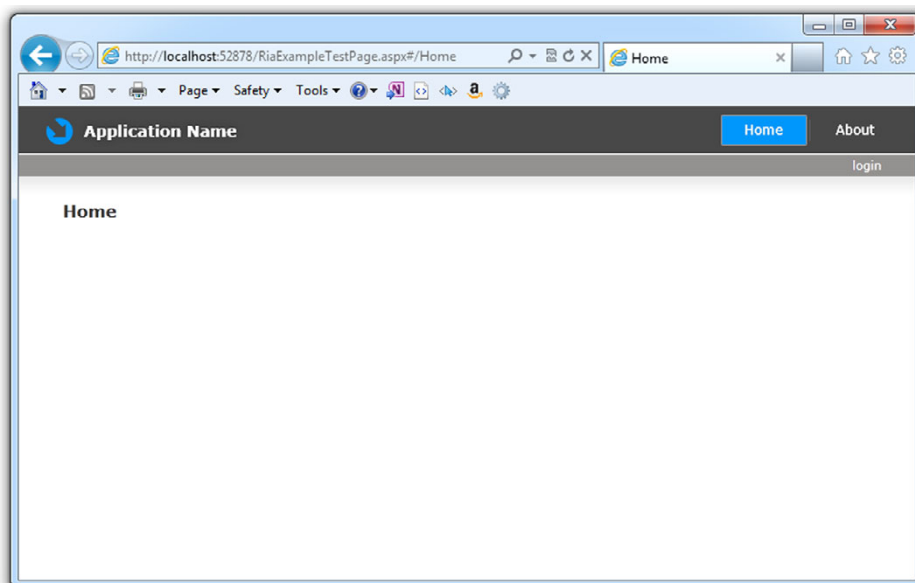 http://localhost:52878/RiaExampleTestPage.aspx#/Home
Home
Page Safety Tools
Application Name
Home
About
login
Home